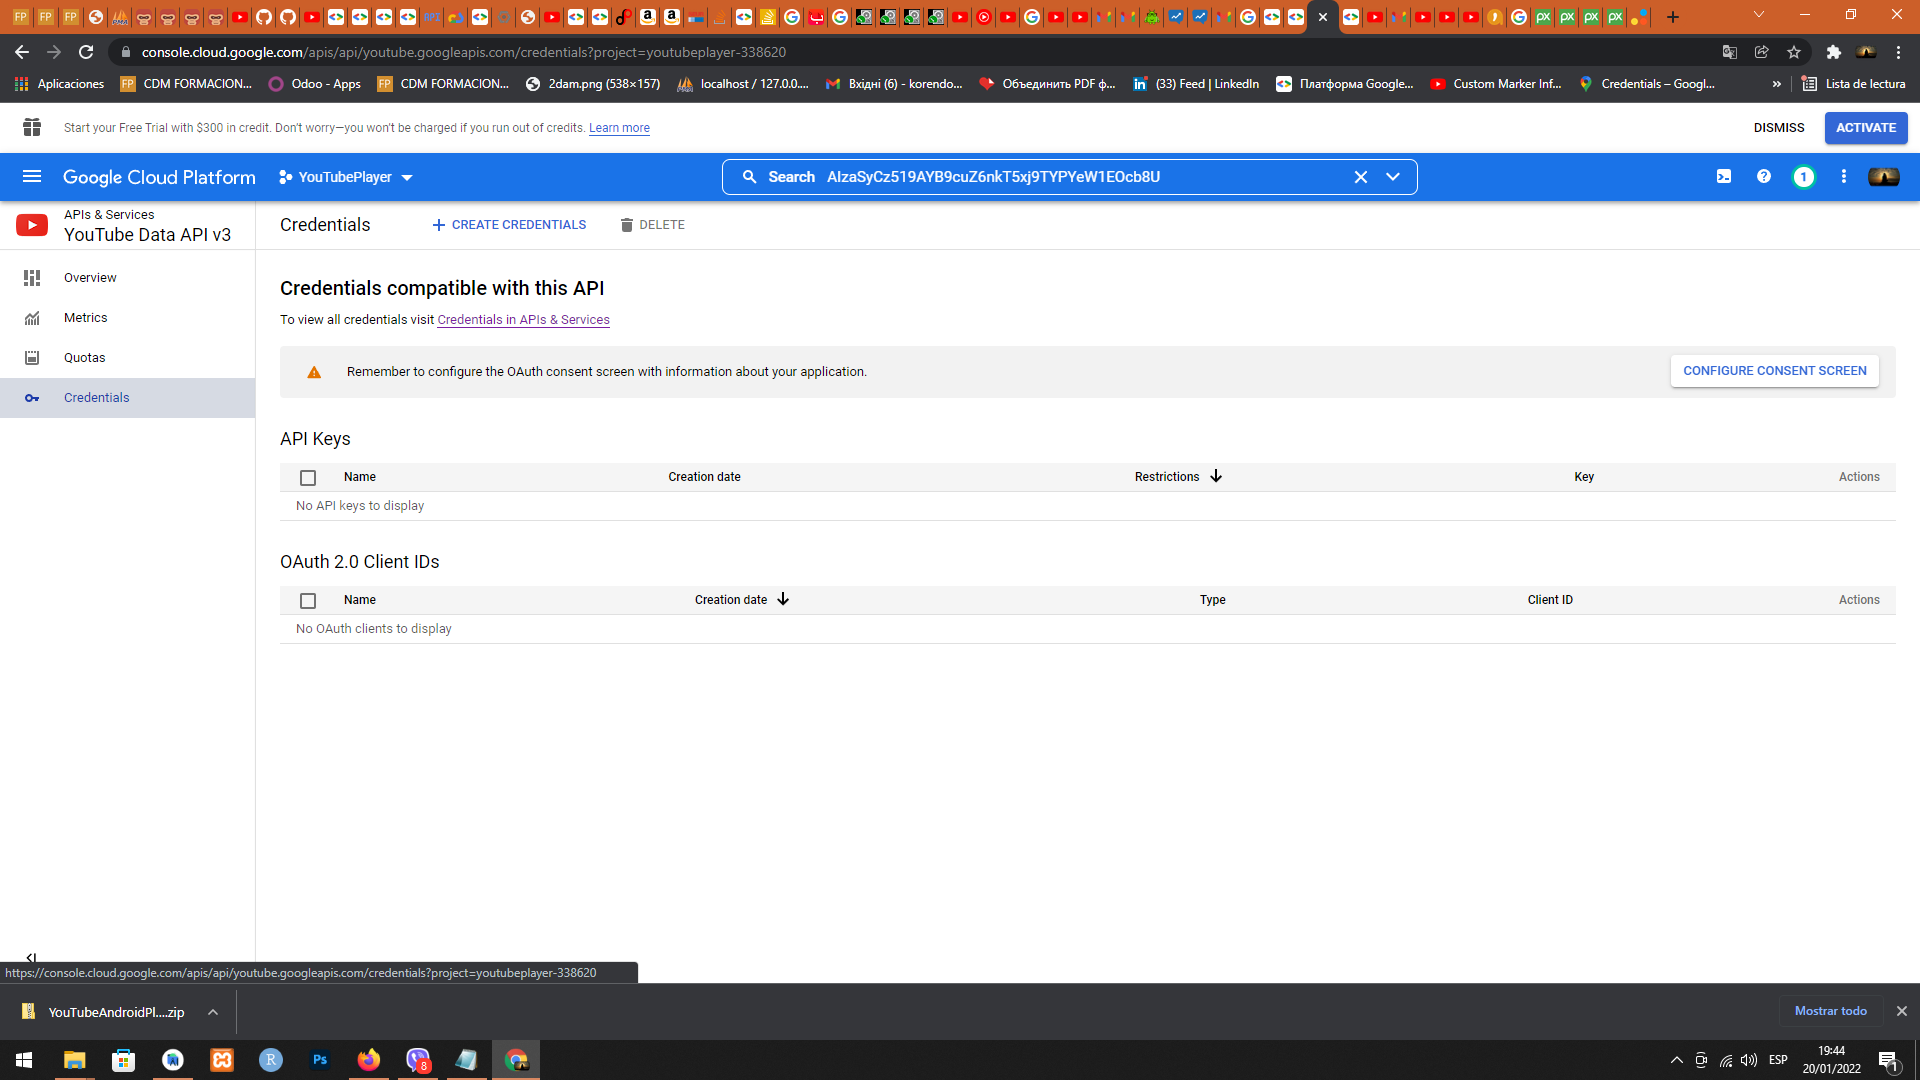 console.cloud.google.com/apis/api/youtube.googleapis.com/credentials?project=youtubeplayer-338620
Aplicaciones
CDM FORMACION...
Odoo - Apps
CDM FORMACION...
2dam.png (538×157)
localhost / 127.0.0....
Вхідні (6) - korendo...
Объединить PDF ф...
(33) Feed | LinkedIn
Платформа Google...
Custom Marker Inf...
Credentials – Googl...
»
Lista de lectura
Start your Free Trial with $300 in credit. Don't worry—you won't be charged if you run out of credits. Learn more
DISMISS
ACTIVATE
Google Cloud Platform
YouTubePlayer
Search AIzaSyCz519AYB9cuZ6nkT5xj9TYPYeW1EOcb8U
1
APIs & Services
YouTube Data API v3
Credentials
CREATE CREDENTIALS
DELETE
Overview
Metrics
Quotas
Credentials
Credentials compatible with this API
To view all credentials visit Credentials in APIs & Services
Remember to configure the OAuth consent screen with information about your application.
CONFIGURE CONSENT SCREEN
API Keys
Name
Creation date
Restrictions
Key
Actions
No API keys to display
OAuth 2.0 Client IDs
Name
Creation date
Type
Client ID
Actions
No OAuth clients to display
https://console.cloud.google.com/apis/api/youtube.googleapis.com/credentials?project=youtubeplayer-338620
YouTubeAndroidPl....zip
Mostrar todo
R
Ps
8
ESP
19:44
20/01/2022
1